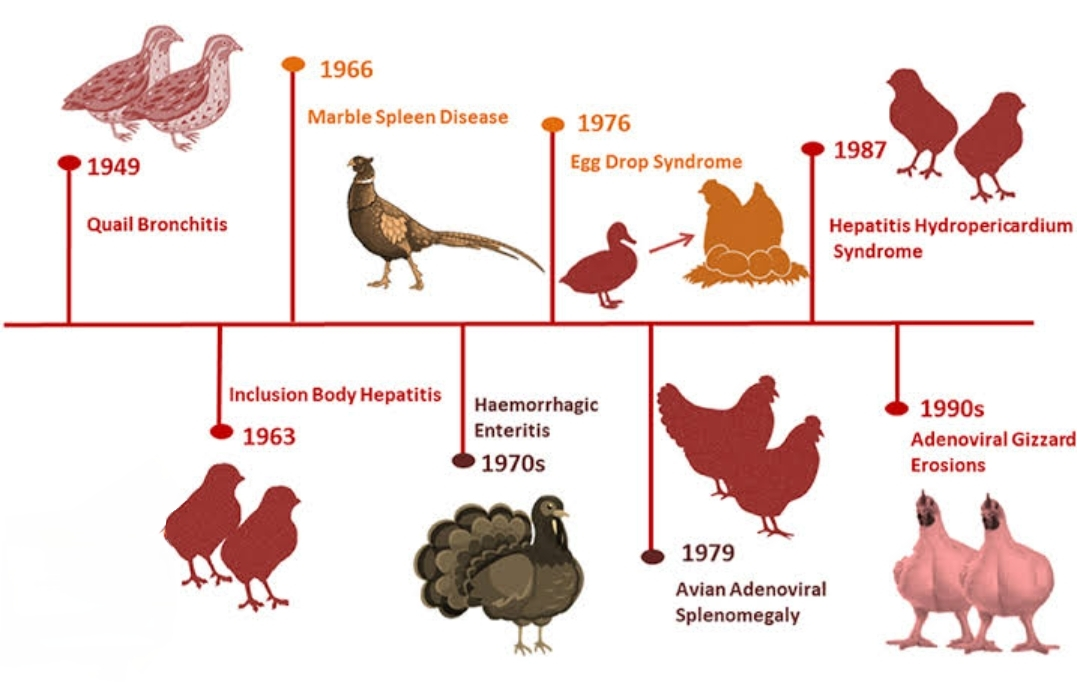 1949
Quail Bronchitis
1966
Marble Spleen Disease
1976
Egg Drop Syndrome
1987
Hepatitis Hydropericardium
Syndrome
Inclusion Body Hepatitis
1963
Haemorrhagic
Enteritis
1970s
1979
Avian Adenoviral
Splenomegaly
1990s
Adenoviral Gizzard
Erosions